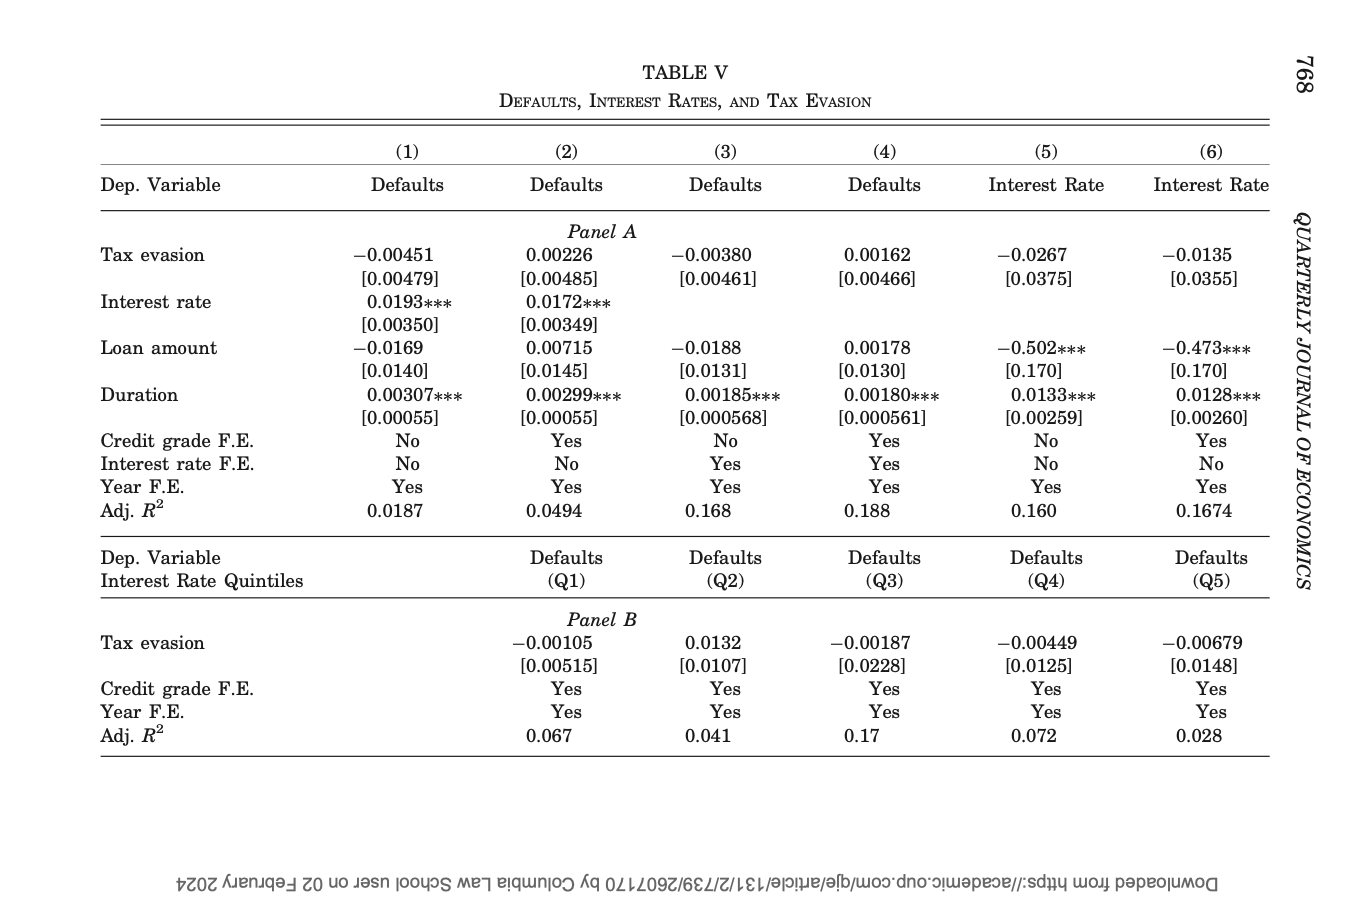 TABLE V
DEFAULTS, INTEREST RATES, AND TAX EVASION
(1) (2) (3) (4) (5) (6)
Dep. Variable Defaults Defaults Defaults Defaults Interest Rate Interest Rate
Panel A
Tax evasion −0.00451 0.00226 −0.00380 0.00162 −0.0267 −0.0135
[0.00479] [0.00485] [0.00461] [0.00466] [0.0375] [0.0355]
Interest rate 0.0193*** 0.0172***
[0.00350] [0.00349]
Loan amount −0.0169 0.00715 −0.0188 0.00178 −0.502*** −0.473***
[0.0140] [0.0145] [0.0131] [0.0130] [0.170] [0.170]
Duration 0.00307*** 0.00299*** 0.00185*** 0.00180*** 0.0133*** 0.0128***
[0.00055] [0.00055] [0.000568] [0.000561] [0.00259] [0.00260]
Credit grade F.E. No Yes No Yes No Yes
Interest rate F.E. No No Yes Yes No No
Year F.E. Yes Yes Yes Yes Yes Yes
Adj. R² 0.0187 0.0494 0.168 0.188 0.160 0.1674
Dep. Variable Defaults Defaults Defaults Defaults Defaults
Interest Rate Quintiles (Q1) (Q2) (Q3) (Q4) (Q5)
Panel B
Tax evasion −0.00105 0.0132 −0.00187 −0.00449 −0.00679
[0.00515] [0.0107] [0.0228] [0.0125] [0.0148]
Credit grade F.E. Yes Yes Yes Yes Yes
Year F.E. Yes Yes Yes Yes Yes
Adj. R² 0.067 0.041 0.17 0.072 0.028
768 QUARTERLY JOURNAL OF ECONOMICS
Downloaded from https://academic.oup.com/qje/article/131/2/739/2607170 by Columbia Law School user on 02 February 2024